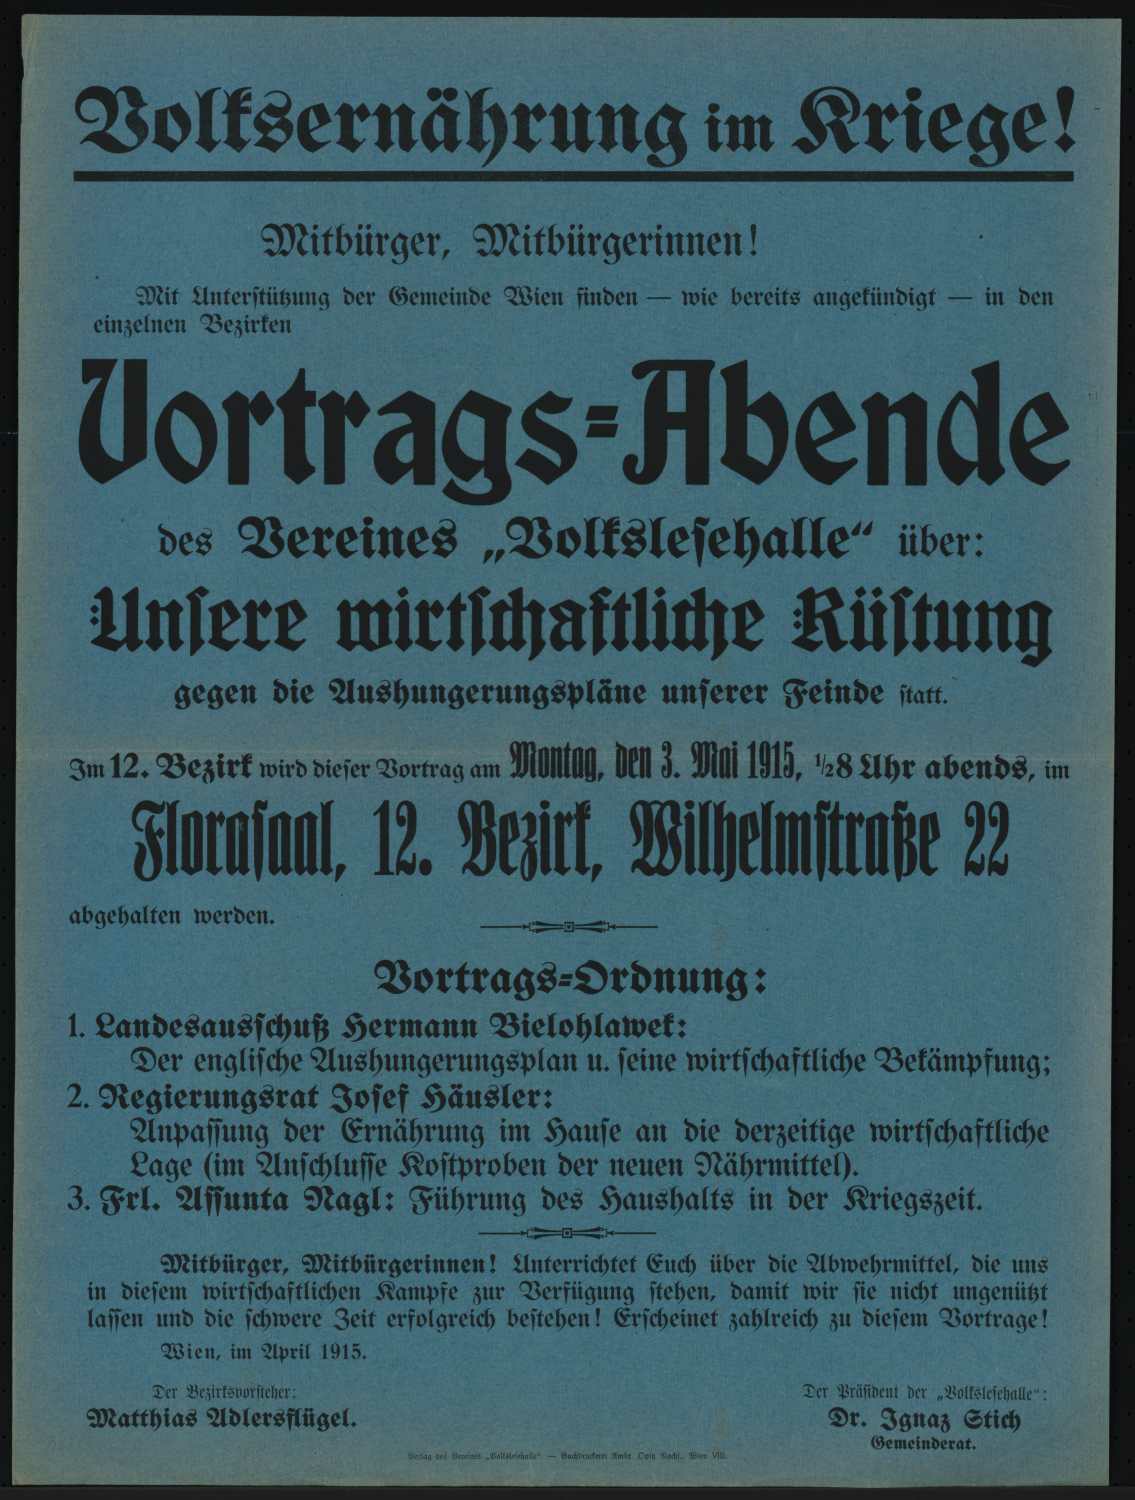 Volksernährung im Kriege!
Mitbürger, Mitbürgerinnen!
Mit Unterstützung der Gemeinde Wien finden — wie bereits angekündigt — in den
einzelnen Bezirken
Vortrags=Abende
des Vereines „Volkslesehalle“ über:
Unsere wirtschaftliche Rüstung
gegen die Aushungerungspläne unserer Feinde statt.
Im 12. Bezirk wird dieser Vortrag am Montag, den 3. Mai 1915, ½8 Uhr abends, im
Florasaal, 12. Bezirk, Wilhelmstraße 22
abgehalten werden.
Vortrags=Ordnung:
1. Landesausschuß Hermann Bielohlawek:
Der englische Aushungerungsplan u. seine wirtschaftliche Bekämpfung;
2. Regierungsrat Josef Häusler:
Anpassung der Ernährung im Hause an die derzeitige wirtschaftliche
Lage (im Anschlusse Kostproben der neuen Nährmittel).
3. Frl. Assunta Nagl: Führung des Haushalts in der Kriegszeit.
Mitbürger, Mitbürgerinnen! Unterrichtet Euch über die Abwehrmittel, die uns
in diesem wirtschaftlichen Kampfe zur Verfügung stehen, damit wir sie nicht ungenützt
lassen und die schwere Zeit erfolgreich bestehen! Erscheinet zahlreich zu diesem Vortrage!
Wien, im April 1915.
Der Bezirksvorsteher:
Matthias Adlersflügel.
Der Präsident der „Volkslesehalle“:
Dr. Ignaz Stich
Gemeinderat.
Verlag des Vereines „Volkslesehalle“ — Buchdruckerei Wien VIII.